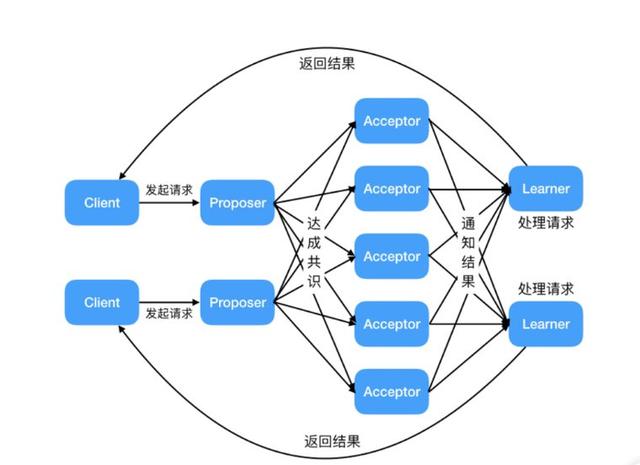 返回结果
Acceptor
Acceptor
Client
发起请求
Proposer
Learner
处理请求
达成共识
Acceptor
通知结果
Client
发起请求
Proposer
处理请求
Acceptor
Learner
Acceptor
返回结果